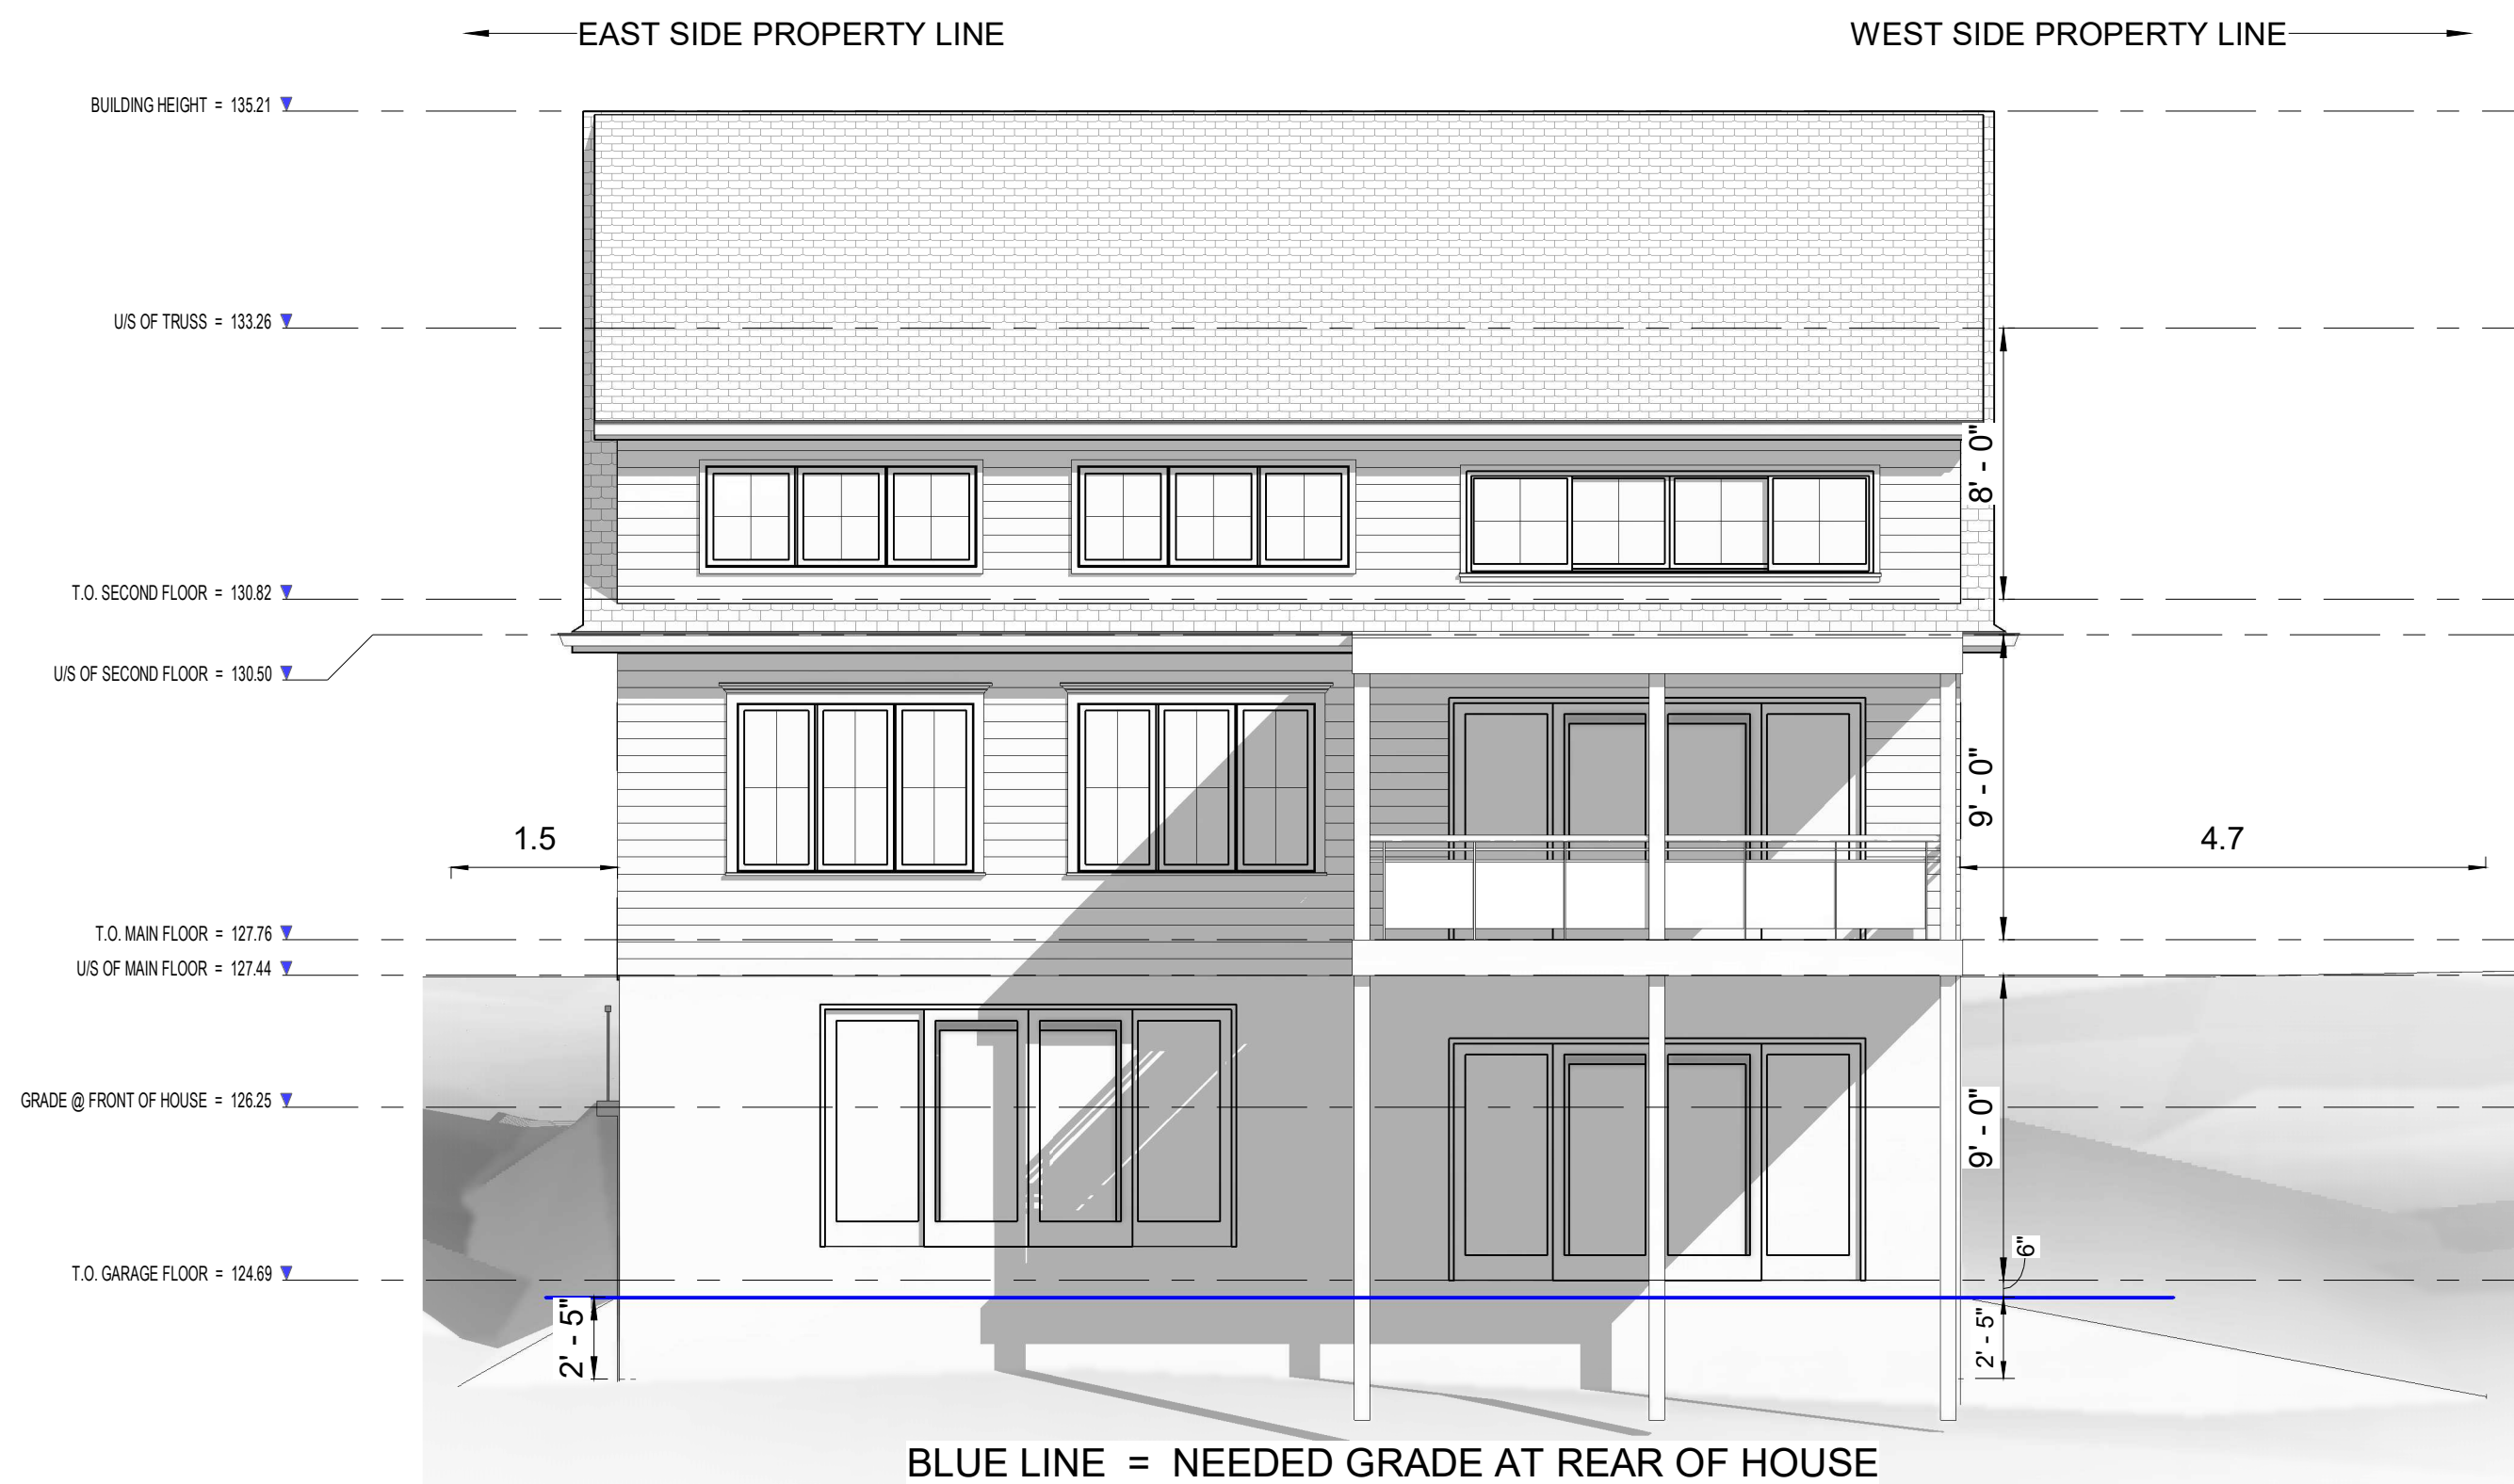 EAST SIDE PROPERTY LINE
WEST SIDE PROPERTY LINE
BUILDING HEIGHT = 135.21
U/S OF TRUSS = 133.26
8' - 0"
T.O. SECOND FLOOR = 130.82
U/S OF SECOND FLOOR = 130.50
9' - 0"
1.5
4.7
T.O. MAIN FLOOR = 127.76
U/S OF MAIN FLOOR = 127.44
GRADE @ FRONT OF HOUSE = 126.25
9' - 0"
6"
T.O. GARAGE FLOOR = 124.69
2' - 5"
2' - 5"
BLUE LINE = NEEDED GRADE AT REAR OF HOUSE